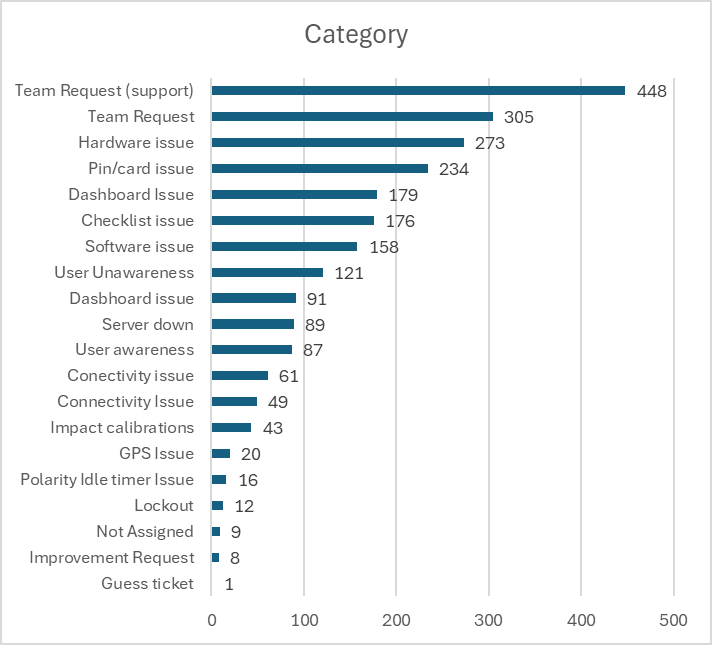 Category
Team Request (support) 448
Team Request 305
Hardware issue 273
Pin/card issue 234
Dashboard Issue 179
Checklist issue 176
Software issue 158
User Unawareness 121
Dasbhoard issue 91
Server down 89
User awareness 87
Conectivity issue 61
Connectivity Issue 49
Impact calibrations 43
GPS Issue 20
Polarity Idle timer Issue 16
Lockout 12
Not Assigned 9
Improvement Request 8
Guess ticket 1
0 100 200 300 400 500